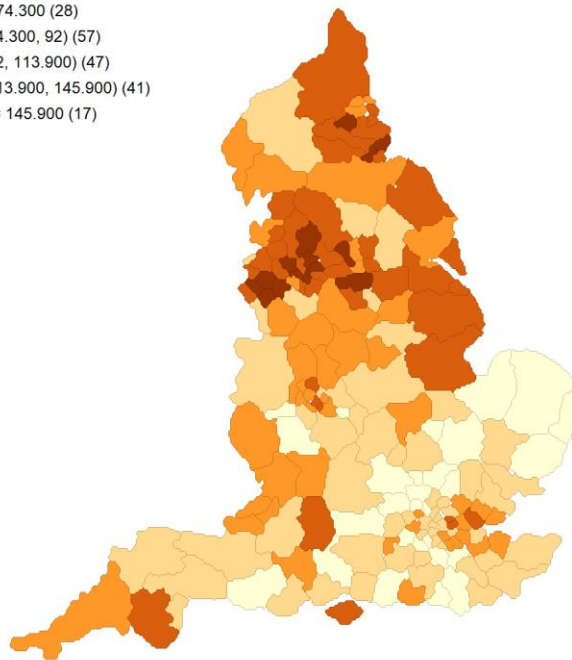 74.300 (28)
4.300, 92) (57)
2, 113.900) (47)
13.900, 145.900) (41)
145.900 (17)